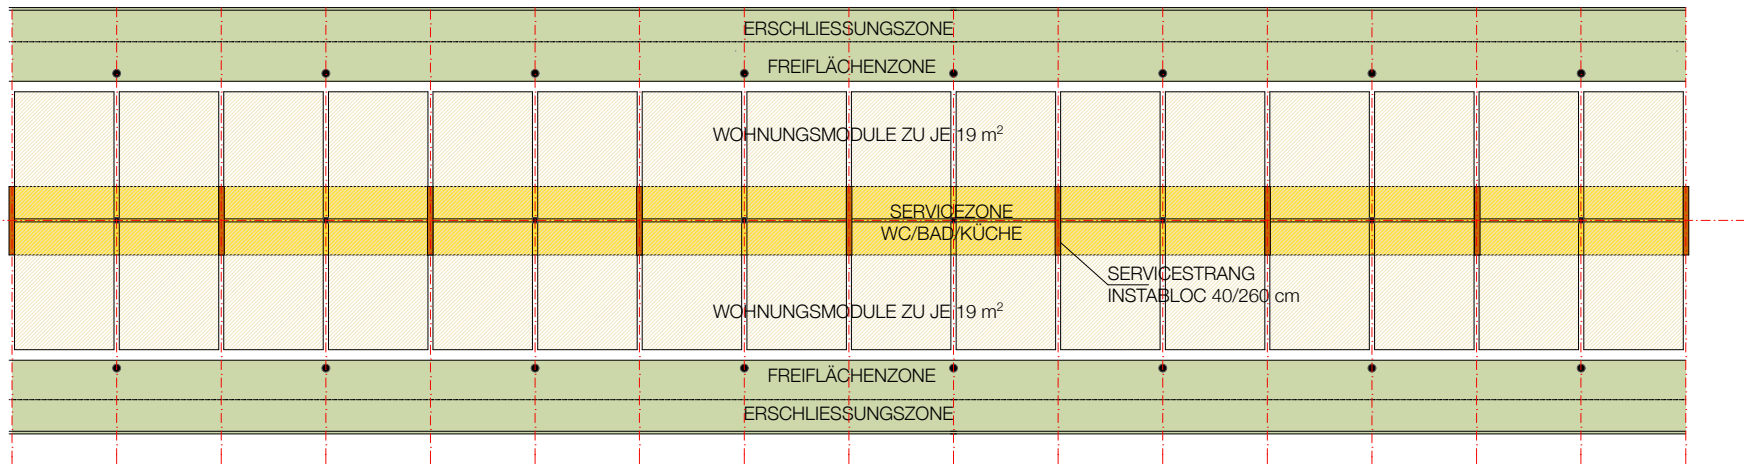 ERSCHLIESSUNGSZONE
FREIFLÄCHENZONE
WOHNUNGSMODULE ZU JE 19 m²
SERVICEZONE
WC/BAD/KÜCHE
SERVICESTRANG
INSTABLOC 40/260 cm
WOHNUNGSMODULE ZU JE 19 m²
FREIFLÄCHENZONE
ERSCHLIESSUNGSZONE